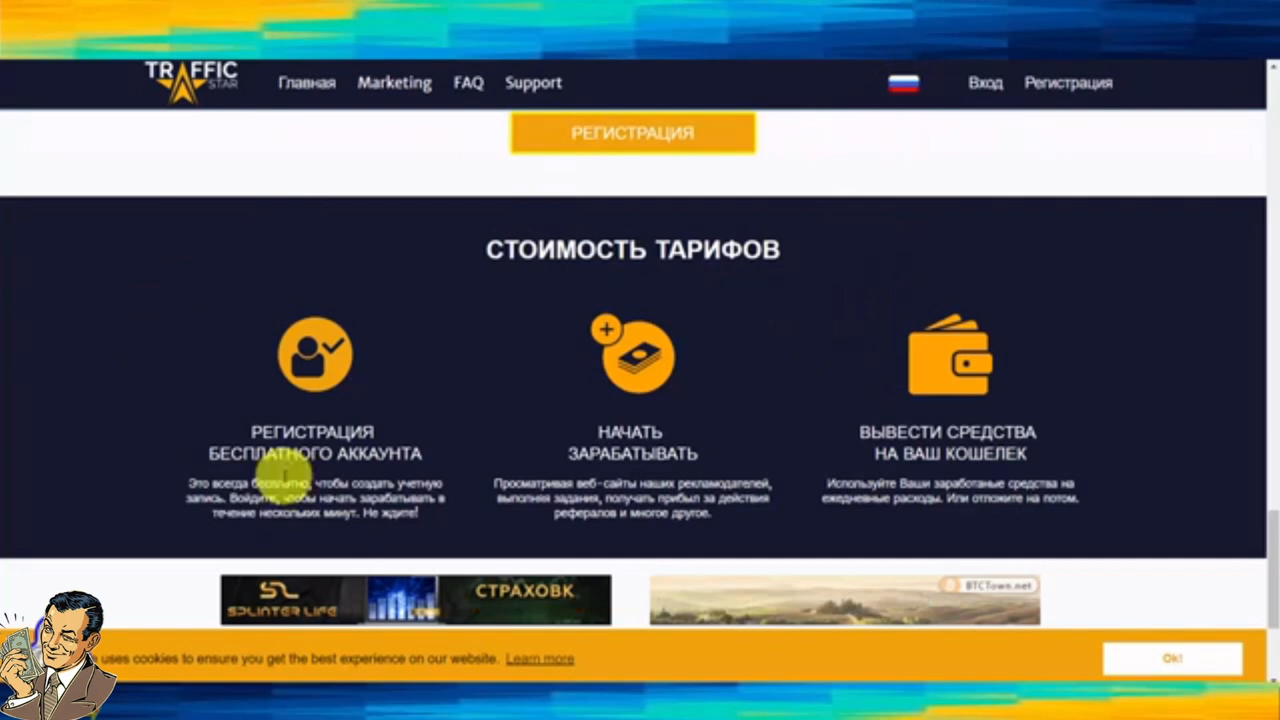 TRAFFIC
STAR
Главная Marketing FAQ Support Вход Регистрация
РЕГИСТРАЦИЯ
СТОИМОСТЬ ТАРИФОВ
РЕГИСТРАЦИЯ
БЕСПЛАТНОГО АККАУНТА
Это всегда бесплатно, чтобы создать учетную
запись. Войдите, чтобы начать зарабатывать в
течение нескольких минут. Не ждите!
НАЧАТЬ
ЗАРАБАТЫВАТЬ
Просматривая веб-сайты наших рекламодателей,
выполняя задания, получать прибыл за действия
рефералов и многое другое.
ВЫВЕСТИ СРЕДСТВА
НА ВАШ КОШЕЛЕК
Используйте Ваши заработаные средства на
ежедневные расходы. Или отложите на потом.
SPLINTER LIFE
СТРАХОВК
BTCTown.net
uses cookies to ensure you get the best experience on our website. Learn more
Ok!